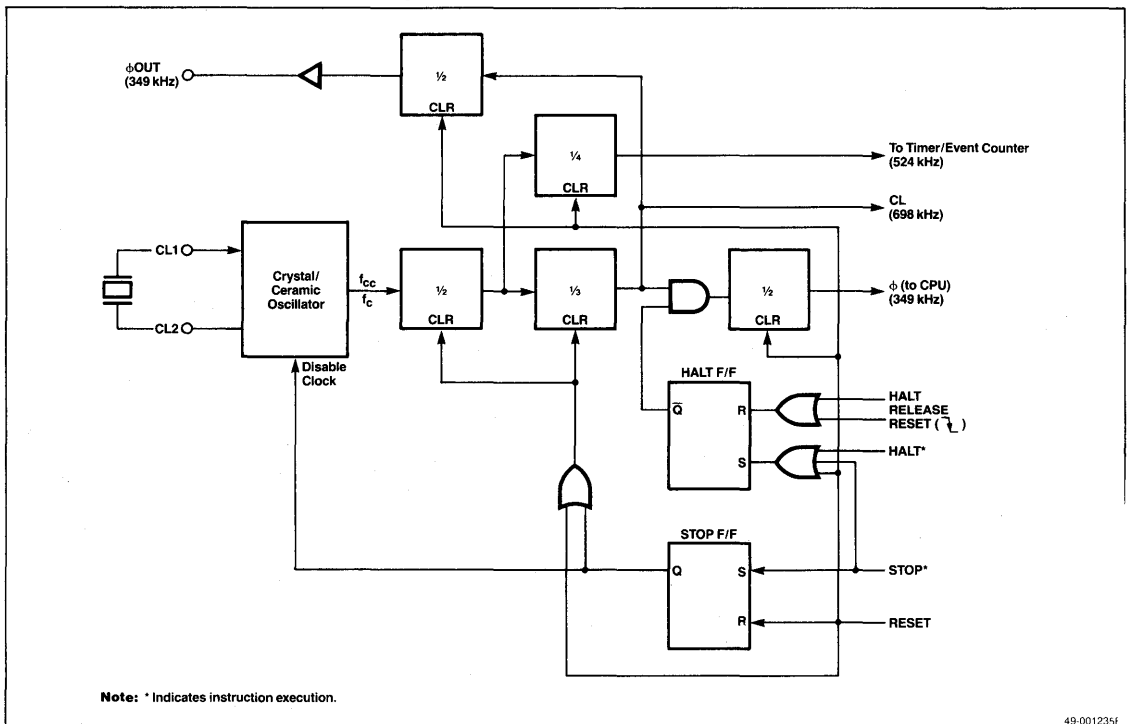 ϕOUT
(349 kHz)
½
CLR
¼
CLR
To Timer/Event Counter
(524 kHz)
CL
(698 kHz)
CL1
CL2
Crystal/
Ceramic
Oscillator
Disable
Clock
fCC
fC
½
CLR
⅓
CLR
½
CLR
ϕ (to CPU)
(349 kHz)
HALT F/F
Q̅
R
S
HALT
RELEASE
RESET ( )
HALT*
STOP F/F
Q
S
R
STOP*
RESET
Note: * Indicates instruction execution.